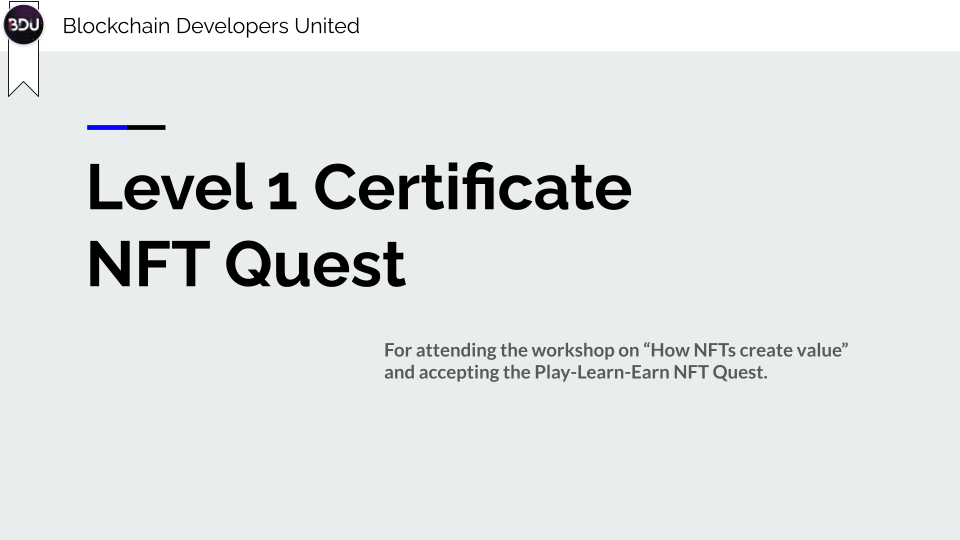 BDU
Blockchain Developers United
Level 1 Certificate
NFT Quest
For attending the workshop on “How NFTs create value”
and accepting the Play-Learn-Earn NFT Quest.